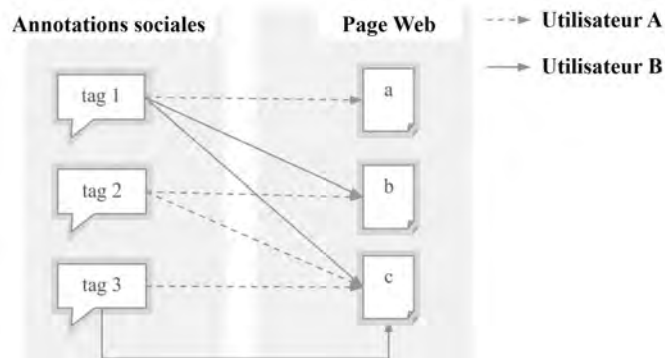 Annotations sociales
Page Web
Utilisateur A
Utilisateur B
tag 1
a
tag 2
b
tag 3
c